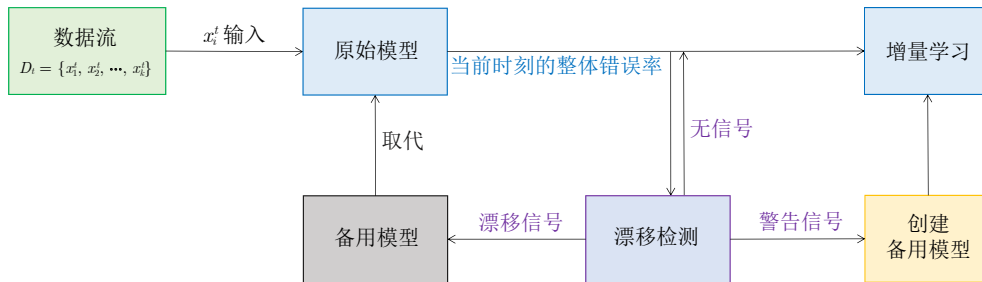 数据流
D_t = {x_1^t, x_2^t, ···, x_k^t}
x_i^t 输入
原始模型
当前时刻的整体错误率
增量学习
无信号
取代
备用模型
漂移信号
漂移检测
警告信号
创建
备用模型